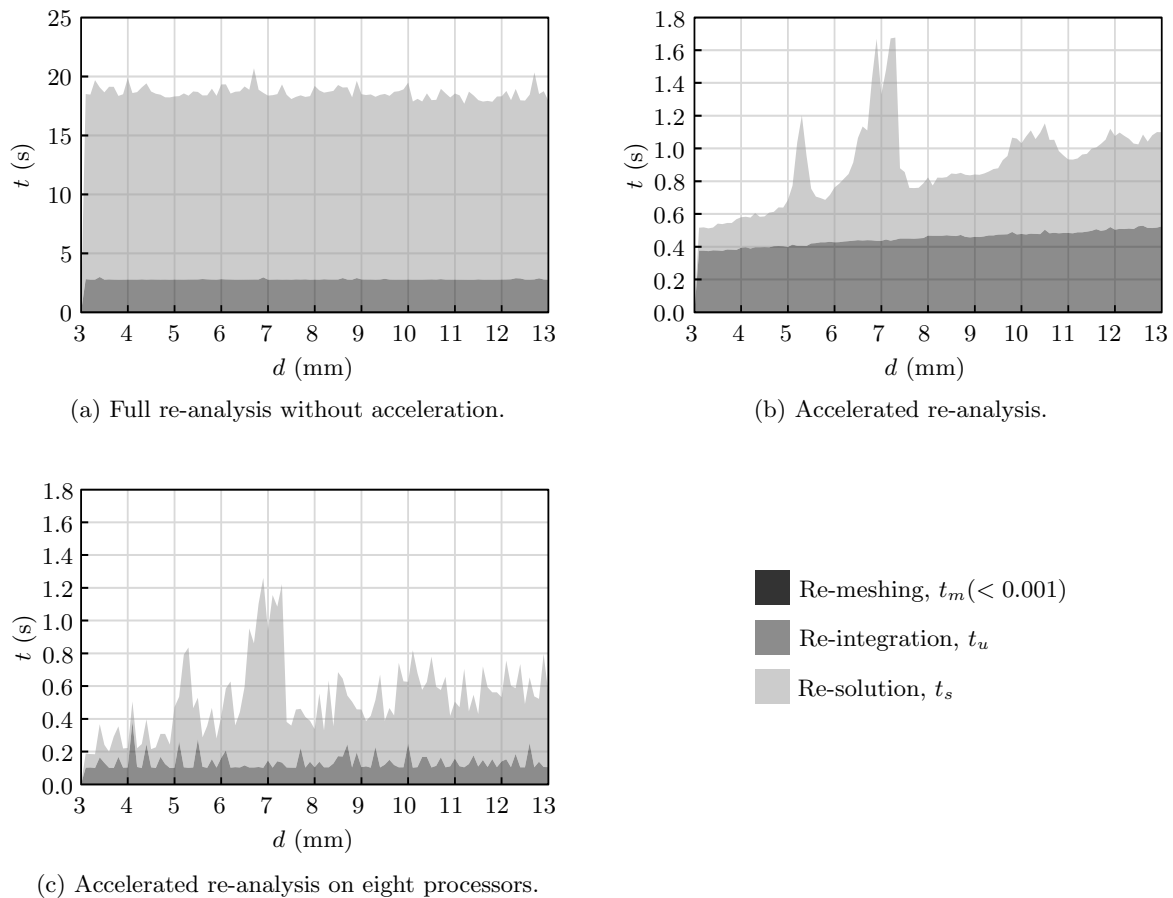 25
20
15
10
5
0
t (s)
3 4 5 6 7 8 9 10 11 12 13
d (mm)
(a) Full re-analysis without acceleration.
1.8
1.6
1.4
1.2
1.0
0.8
0.6
0.4
0.2
0.0
t (s)
3 4 5 6 7 8 9 10 11 12 13
d (mm)
(b) Accelerated re-analysis.
1.8
1.6
1.4
1.2
1.0
0.8
0.6
0.4
0.2
0.0
t (s)
3 4 5 6 7 8 9 10 11 12 13
d (mm)
(c) Accelerated re-analysis on eight processors.
Re-meshing, t_m(< 0.001)
Re-integration, t_u
Re-solution, t_s